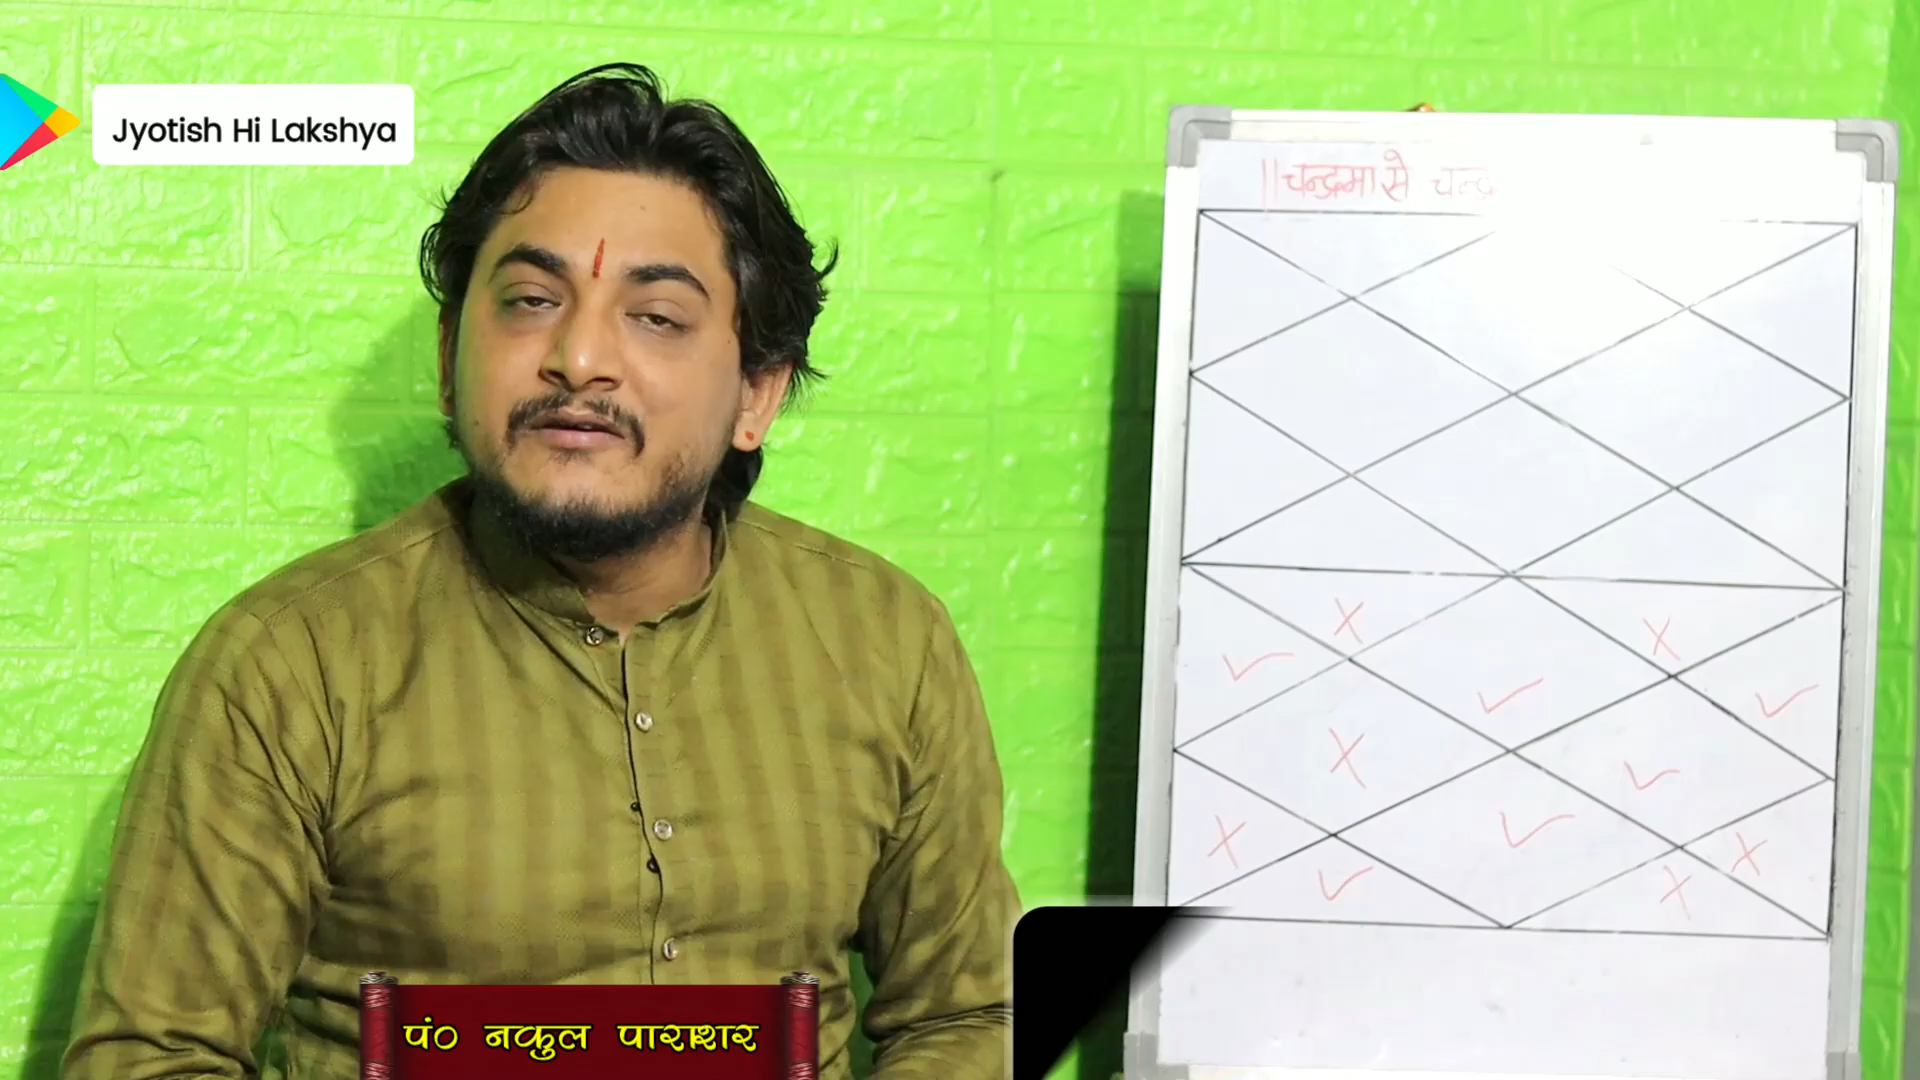 Jyotish Hi Lakshya
||चन्द्रमा से
पं० नकुल पाराशर